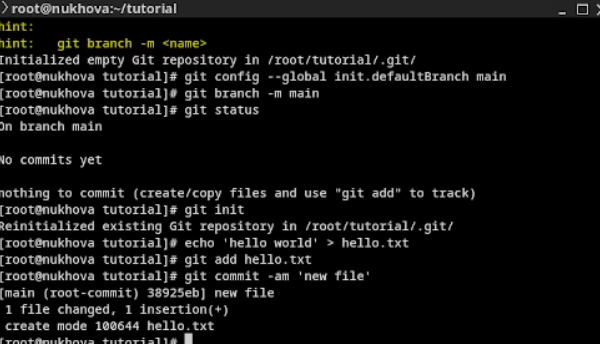 root@nukhova:~/tutorial
hint:
hint:   git branch -m <name>
Initialized empty Git repository in /root/tutorial/.git/
[root@nukhova tutorial]# git config --global init.defaultBranch main
[root@nukhova tutorial]# git branch -m main
[root@nukhova tutorial]# git status
On branch main
No commits yet
nothing to commit (create/copy files and use "git add" to track)
[root@nukhova tutorial]# git init
Reinitialized existing Git repository in /root/tutorial/.git/
[root@nukhova tutorial]# echo 'hello world' > hello.txt
[root@nukhova tutorial]# git add hello.txt
[root@nukhova tutorial]# git commit -am 'new file'
[main (root-commit) 38925eb] new file
 1 file changed, 1 insertion(+)
 create mode 100644 hello.txt
[root@nukhova tutorial]#